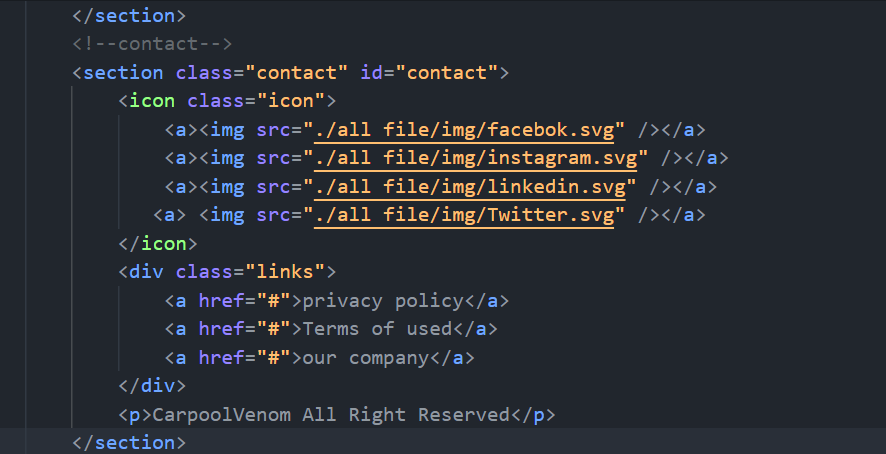 </section>
<!--contact-->
<section class="contact" id="contact">
<icon class="icon">
<a><img src="./all file/img/facebok.svg" /></a>
<a><img src="./all file/img/instagram.svg" /></a>
<a><img src="./all file/img/linkedin.svg" /></a>
<a> <img src="./all file/img/Twitter.svg" /></a>
</icon>
<div class="links">
<a href="#">privacy policy</a>
<a href="#">Terms of used</a>
<a href="#">our company</a>
</div>
<p>CarpoolVenom All Right Reserved</p>
</section>